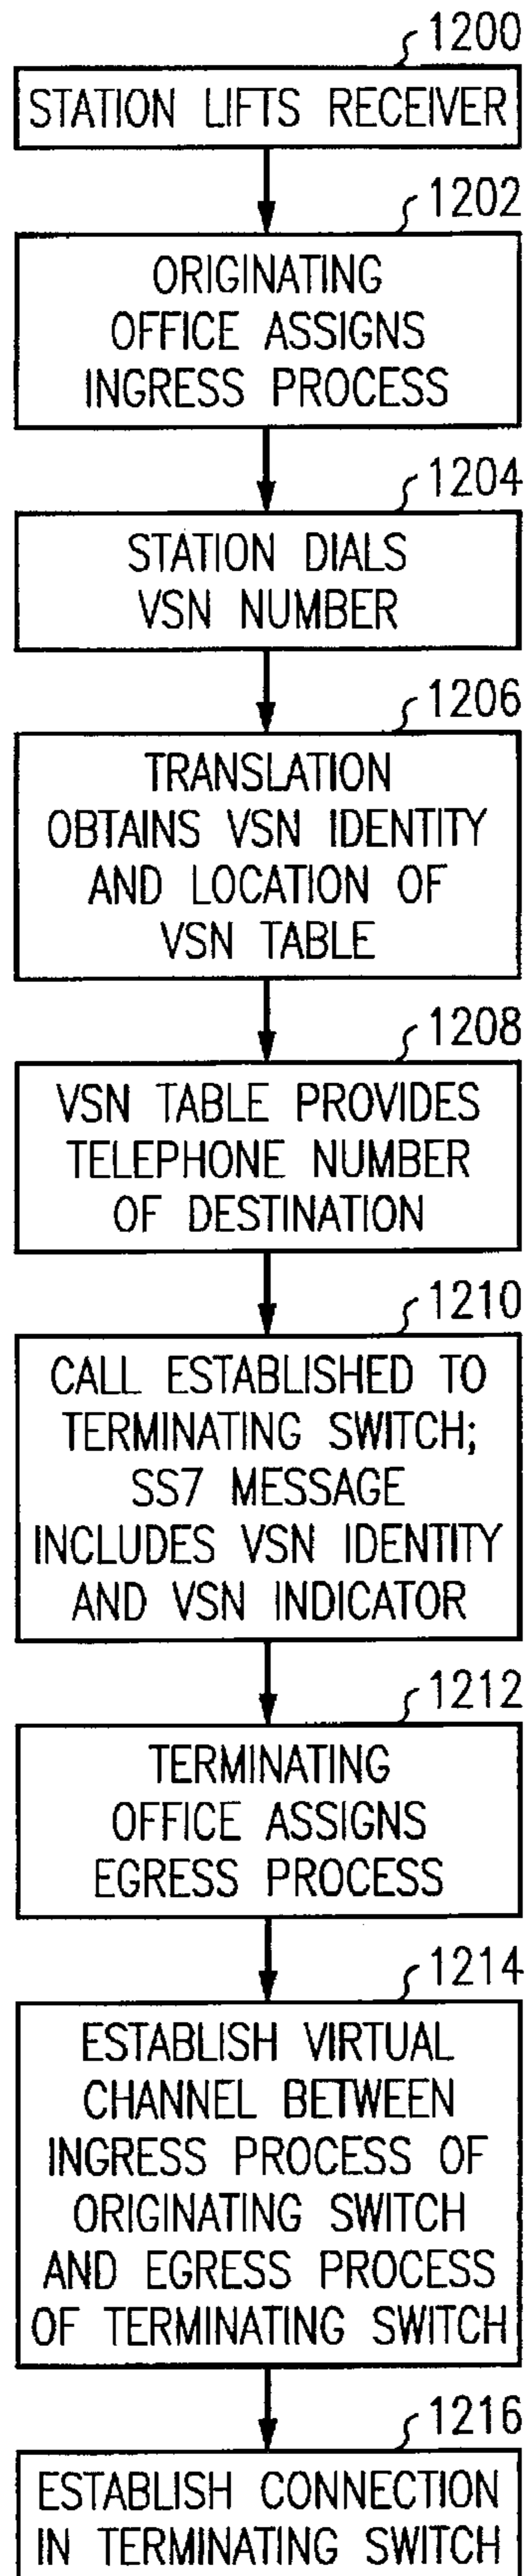 1200
STATION LIFTS RECEIVER
1202
ORIGINATING
OFFICE ASSIGNS
INGRESS PROCESS
1204
STATION DIALS
VSN NUMBER
1206
TRANSLATION
OBTAINS VSN IDENTITY
AND LOCATION OF
VSN TABLE
1208
VSN TABLE PROVIDES
TELEPHONE NUMBER
OF DESTINATION
1210
CALL ESTABLISHED TO
TERMINATING SWITCH;
SS7 MESSAGE
INCLUDES VSN IDENTITY
AND VSN INDICATOR
1212
TERMINATING
OFFICE ASSIGNS
EGRESS PROCESS
1214
ESTABLISH VIRTUAL
CHANNEL BETWEEN
INGRESS PROCESS OF
ORIGINATING SWITCH
AND EGRESS PROCESS
OF TERMINATING SWITCH
1216
ESTABLISH CONNECTION
IN TERMINATING SWITCH